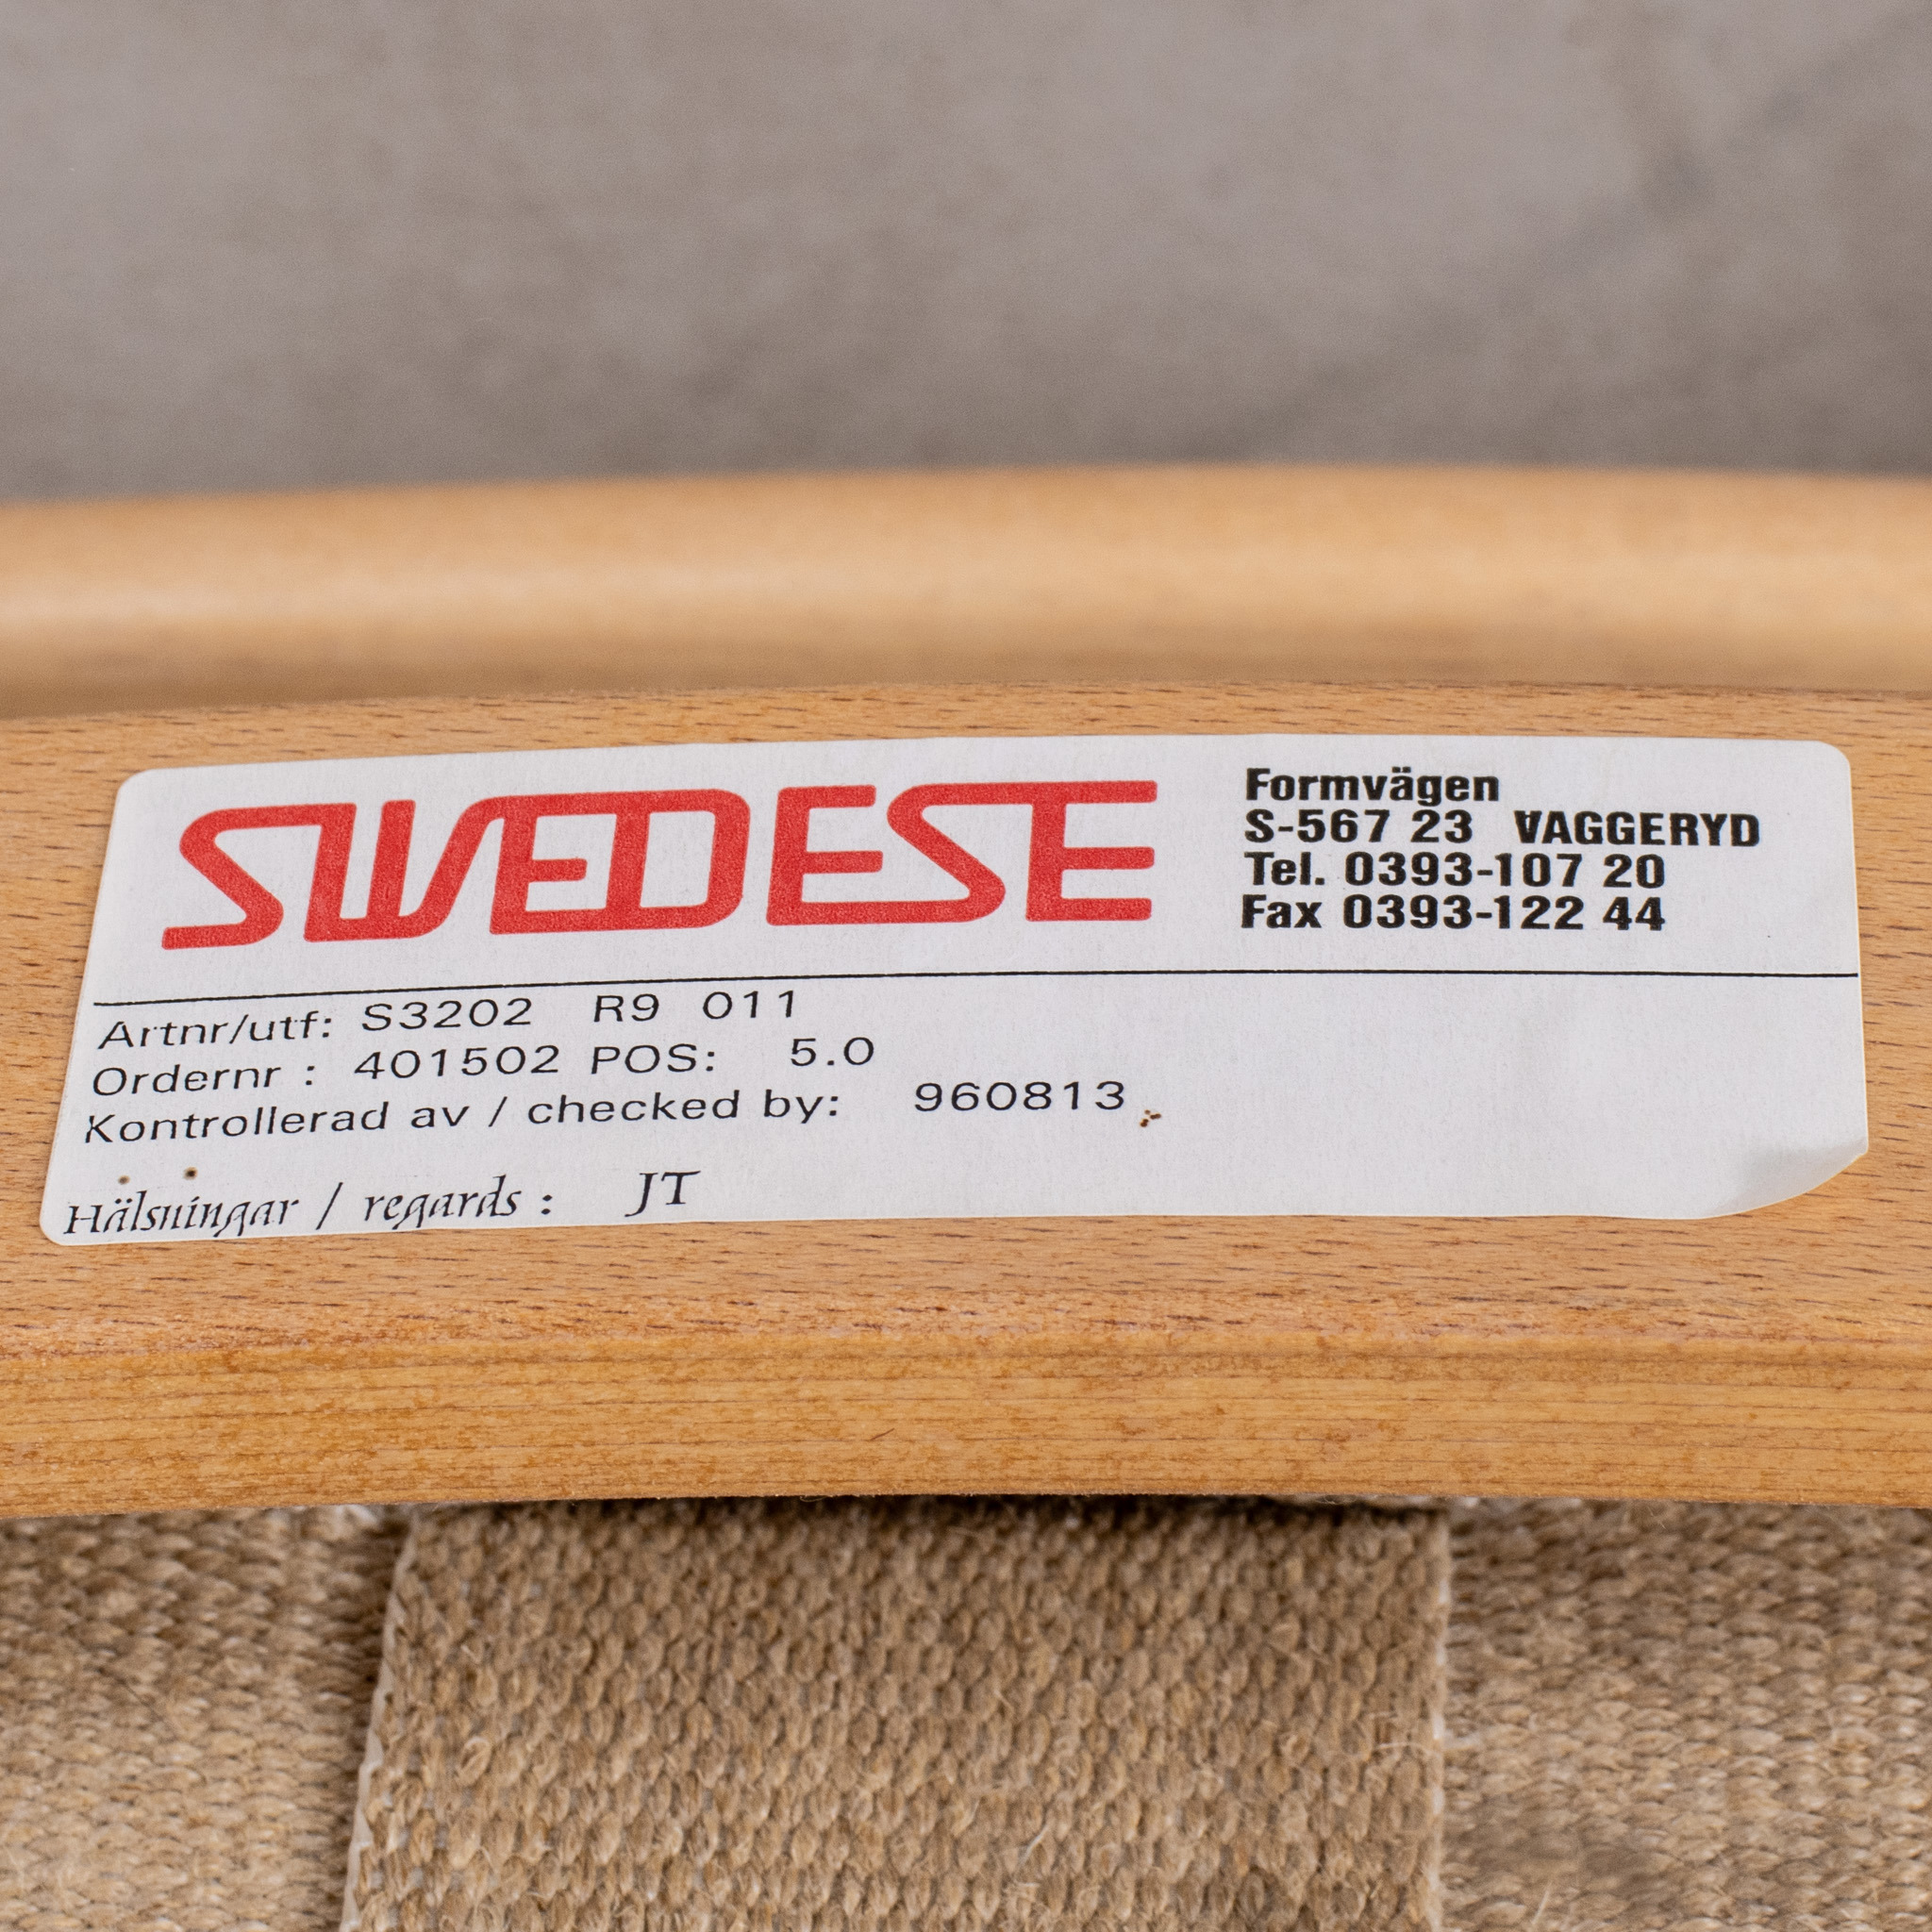 SWEDESE
Formvägen
S-567 23 VAGGERYD
Tel. 0393-107 20
Fax 0393-122 44
Artnr/utf: S3202 R9 011
Ordernr : 401502 POS: 5.0
Kontrollerad av / checked by: 960813
Hälsningar / regards : JT